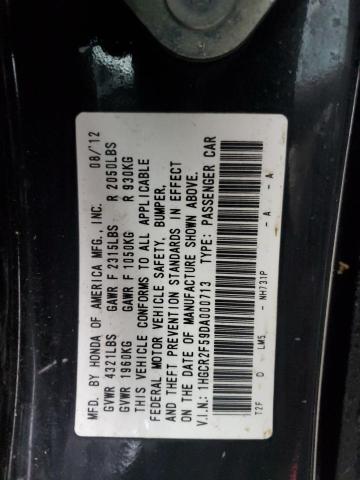 MFD. BY HONDA OF AMERICA MFG., INC. 08/12
GVWR 4321LBS GAWR F 2315LBS R 2050LBS
GVWR 1960KG GAWR F 1050KG R 930KG
THIS VEHICLE CONFORMS TO ALL APPLICABLE
FEDERAL MOTOR VEHICLE SAFETY, BUMPER,
AND THEFT PREVENTION STANDARDS IN EFFECT
ON THE DATE OF MANUFACTURE SHOWN ABOVE.
V.I.N.: 1HGCR2F59DA000713 TYPE: PASSENGER CAR
T2F D LM5 - NH731P - A - A